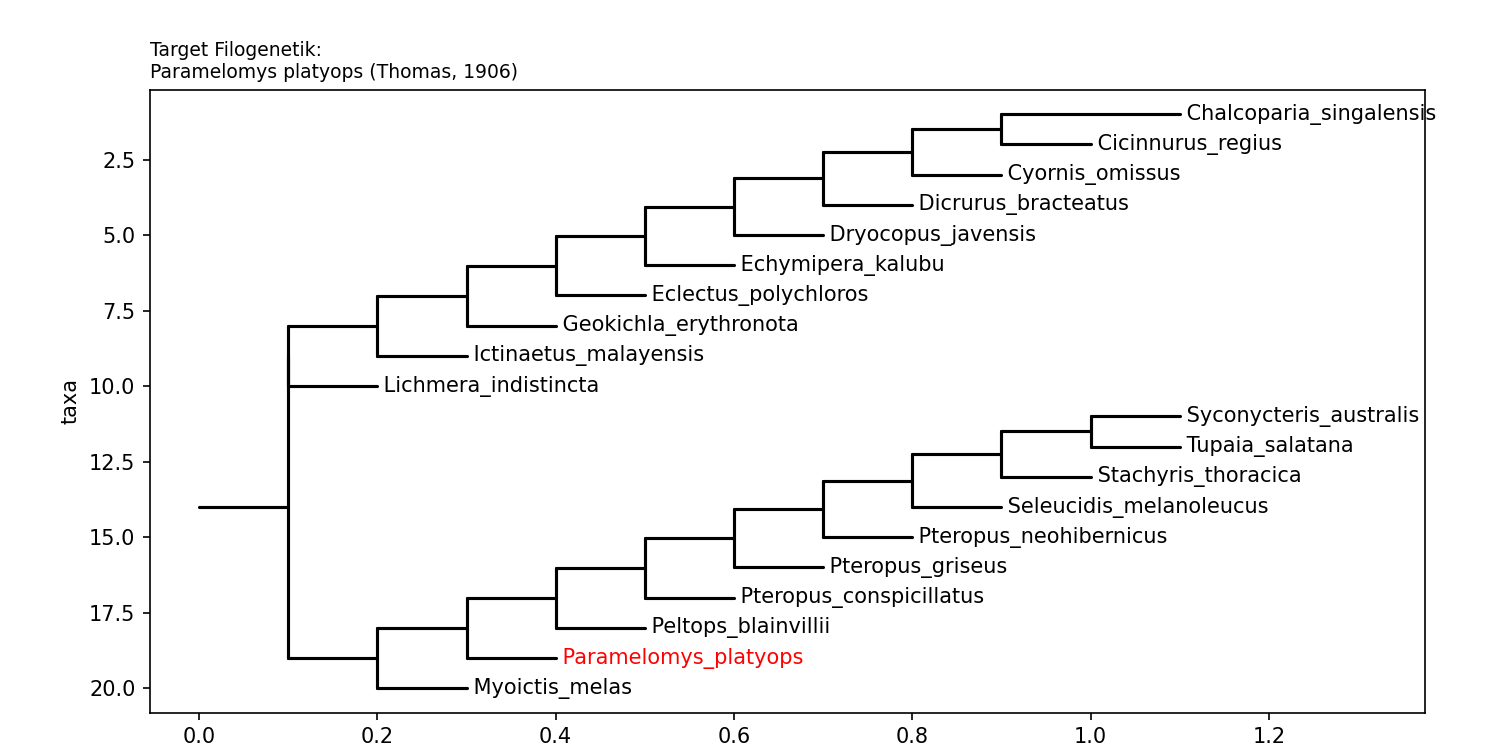 Target Filogenetik:
Paramelomys platyops (Thomas, 1906)
Chalcoparia_singalensis
Cicinnurus_regius
2.5
Cyornis_omissus
Dicrurus_bracteatus
5.0
Dryocopus_javensis
Echymipera_kalubu
Eclectus_polychloros
7.5
Geokichla_erythronota
Ictinaetus_malayensis
10.0
Lichmera_indistincta
taxa
Syconycteris_australis
Tupaia_salatana
12.5
Stachyris_thoracica
Seleucidis_melanoleucus
15.0
Pteropus_neohibernicus
Pteropus_griseus
Pteropus_conspicillatus
17.5
Peltops_blainvillii
Paramelomys_platyops
20.0
Myoictis_melas
0.0 0.2 0.4 0.6 0.8 1.0 1.2